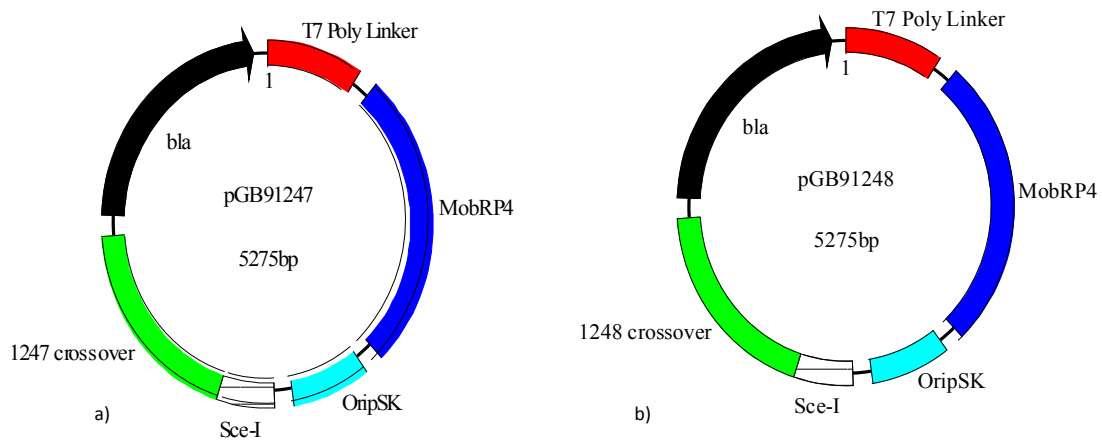 T7 Poly Linker
1
bla
pGB91247
MobRP4
5275bp
1247 crossover
OripSK
Sce-I
a)
T7 Poly Linker
1
bla
pGB91248
MobRP4
5275bp
1248 crossover
OripSK
Sce-I
b)